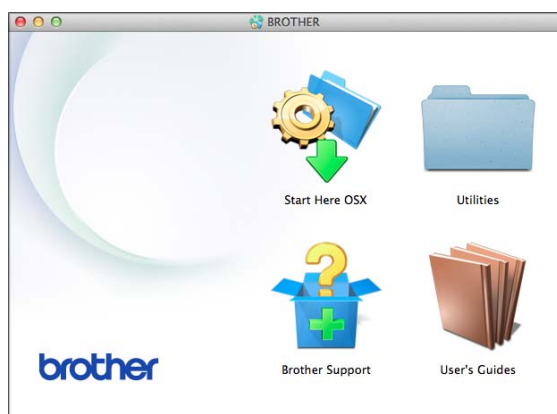 BROTHER
Start Here OSX
Utilities
Brother Support
User's Guides
brother